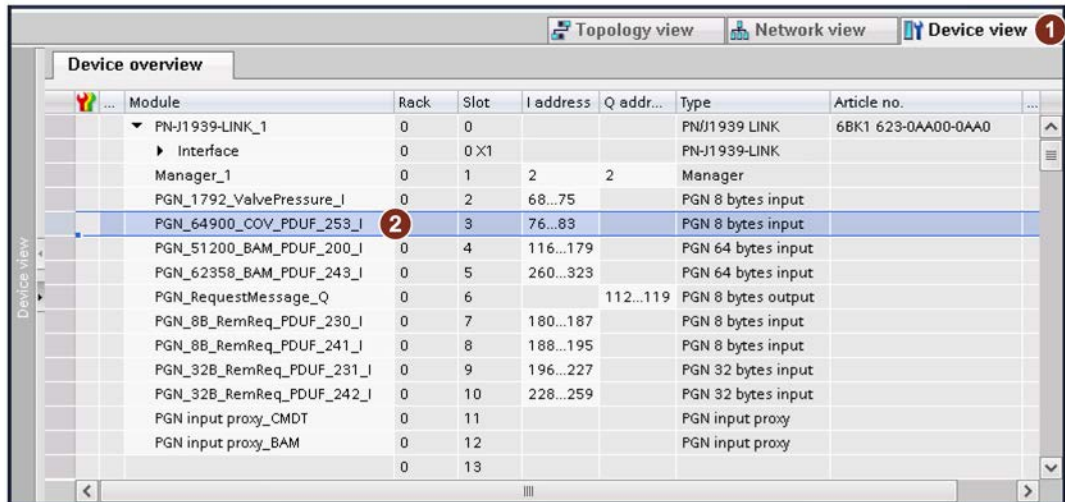 Topology view Network view Device view 1
Device overview
... Module Rack Slot I address Q addr... Type Article no. ...
PN-J1939-LINK_1 0 0 PN/J1939 LINK 6BK1 623-0AA00-0AA0
Interface 0 0 X1 PN-J1939-LINK
Manager_1 0 1 2 2 Manager
PGN_1792_ValvePressure_I 0 2 68...75 PGN 8 bytes input
PGN_64900_COV_PDUF_253_I 2 3 76...83 PGN 8 bytes input
PGN_51200_BAM_PDUF_200_I 0 4 116...179 PGN 64 bytes input
PGN_62358_BAM_PDUF_243_I 0 5 260...323 PGN 64 bytes input
PGN_RequestMessage_Q 0 6 112...119 PGN 8 bytes output
PGN_8B_RemReq_PDUF_230_I 0 7 180...187 PGN 8 bytes input
PGN_8B_RemReq_PDUF_241_I 0 8 188...195 PGN 8 bytes input
PGN_32B_RemReq_PDUF_231_I 0 9 196...227 PGN 32 bytes input
PGN_32B_RemReq_PDUF_242_I 0 10 228...259 PGN 32 bytes input
PGN input proxy_CMDT 0 11 PGN input proxy
PGN input proxy_BAM 0 12 PGN input proxy
0 13
Device view